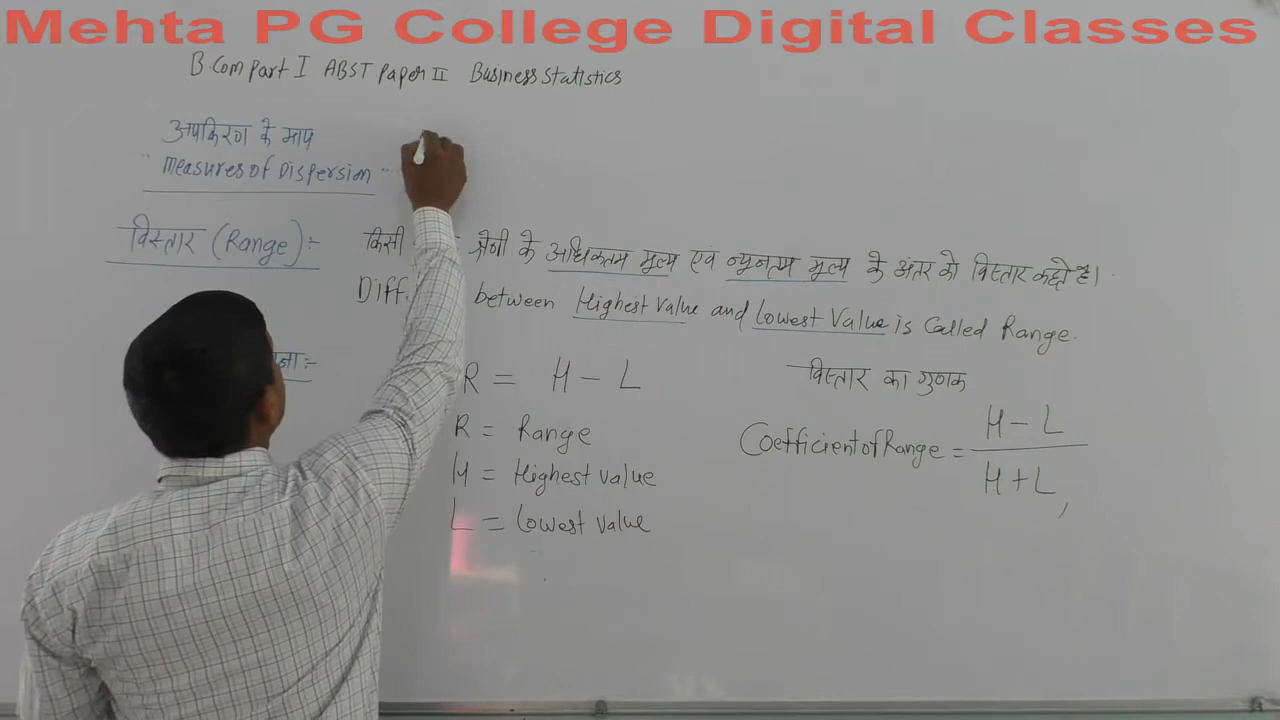 Mehta PG College Digital Classes
B.Com Part I ABST Paper II Business Statistics
अपकिरण के माप
"Measures of Dispersion"
विस्तार (Range):-
किसी श्रेणी के अधिकतम मूल्य एवं न्यूनतम मूल्य के अंतर को विस्तार कहते है।
Diff between Highest Value and Lowest Value is Called Range.
ना:-
R = H - L
R = Range
H = Highest value
L = Lowest value
विस्तार का गुणक
Coefficient of Range = H - L
H + L